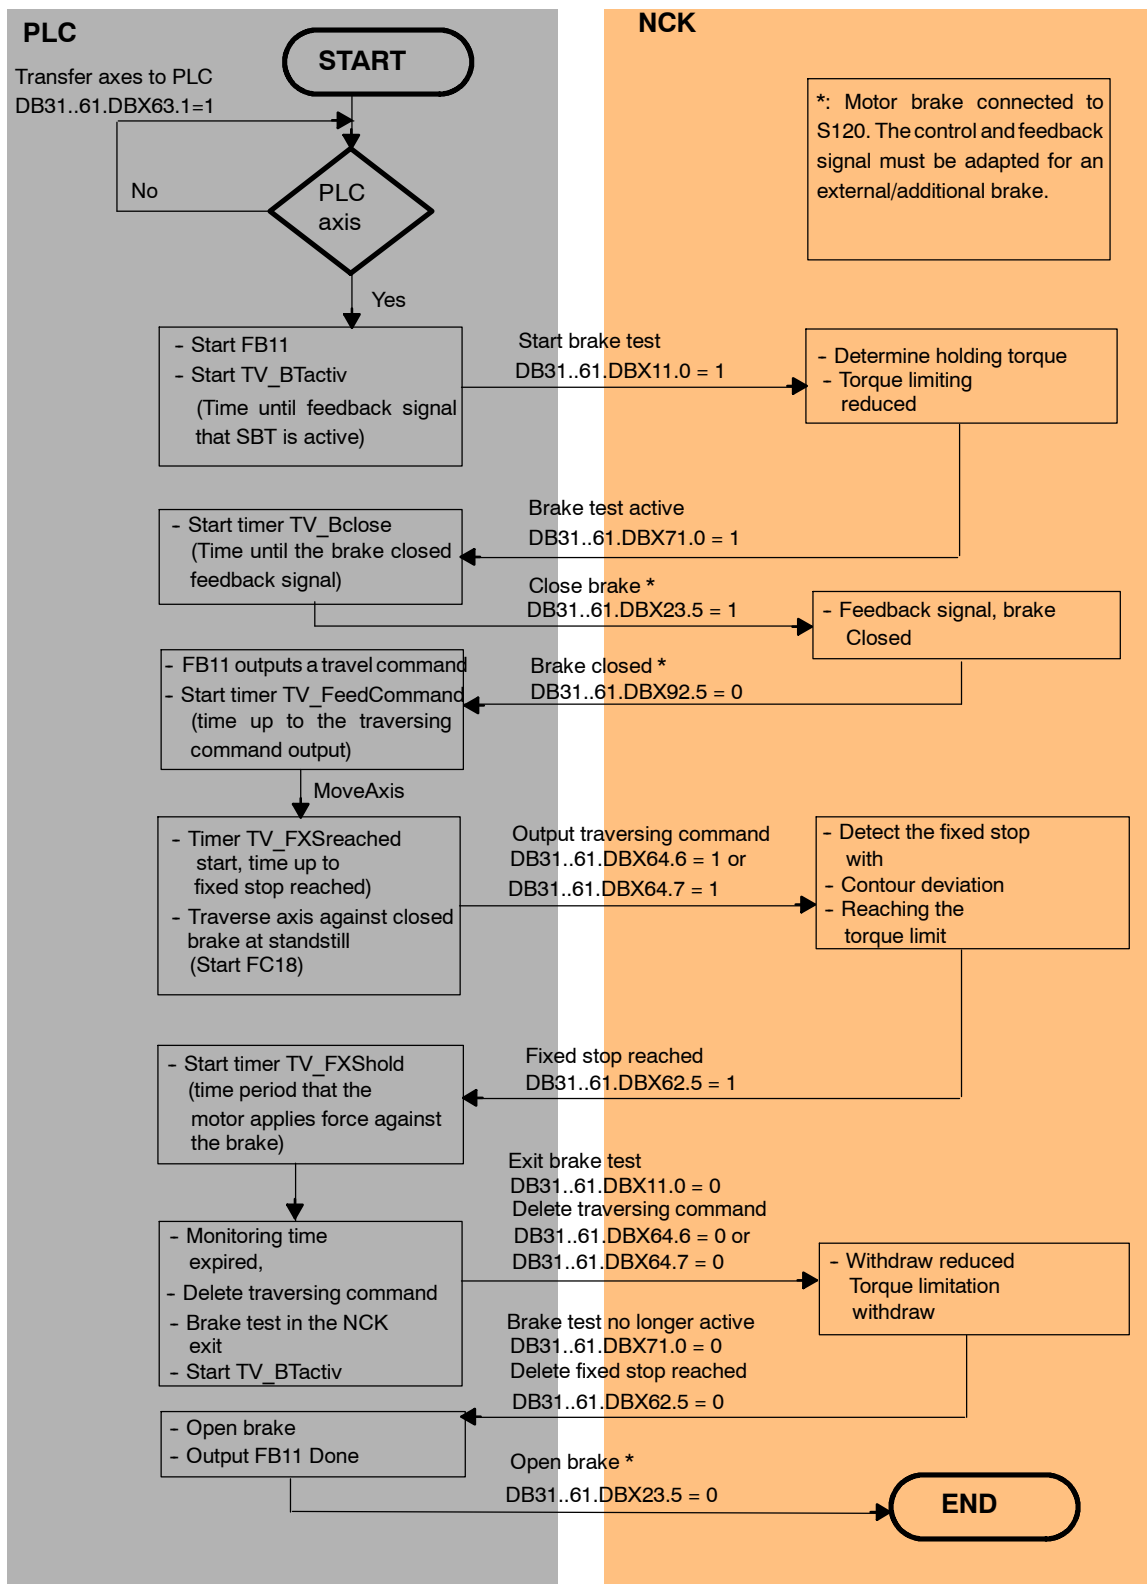 PLC
NCK
START
Transfer axes to PLC
DB31..61.DBX63.1=1
*: Motor brake connected to
S120. The control and feedback
signal must be adapted for an
external/additional brake.
No
PLC
axis
Yes
- Start FB11
- Start TV_BTactiv
(Time until feedback signal
that SBT is active)
Start brake test
DB31..61.DBX11.0 = 1
- Determine holding torque
- Torque limiting
reduced
Brake test active
DB31..61.DBX71.0 = 1
- Start timer TV_Bclose
(Time until the brake closed
feedback signal)
Close brake *
DB31..61.DBX23.5 = 1
- Feedback signal, brake
Closed
- FB11 outputs a travel command
- Start timer TV_FeedCommand
(time up to the traversing
command output)
Brake closed *
DB31..61.DBX92.5 = 0
MoveAxis
- Timer TV_FXSreached
start, time up to
fixed stop reached)
- Traverse axis against closed
brake at standstill
(Start FC18)
Output traversing command
DB31..61.DBX64.6 = 1 or
DB31..61.DBX64.7 = 1
- Detect the fixed stop
with
- Contour deviation
- Reaching the
torque limit
Fixed stop reached
DB31..61.DBX62.5 = 1
- Start timer TV_FXShold
(time period that the
motor applies force against
the brake)
Exit brake test
DB31..61.DBX11.0 = 0
Delete traversing command
DB31..61.DBX64.6 = 0 or
DB31..61.DBX64.7 = 0
- Monitoring time
expired,
- Delete traversing command
- Brake test in the NCK
exit
- Start TV_BTactiv
- Withdraw reduced
Torque limitation
withdraw
Brake test no longer active
DB31..61.DBX71.0 = 0
Delete fixed stop reached
DB31..61.DBX62.5 = 0
- Open brake
- Output FB11 Done
Open brake *
DB31..61.DBX23.5 = 0
END